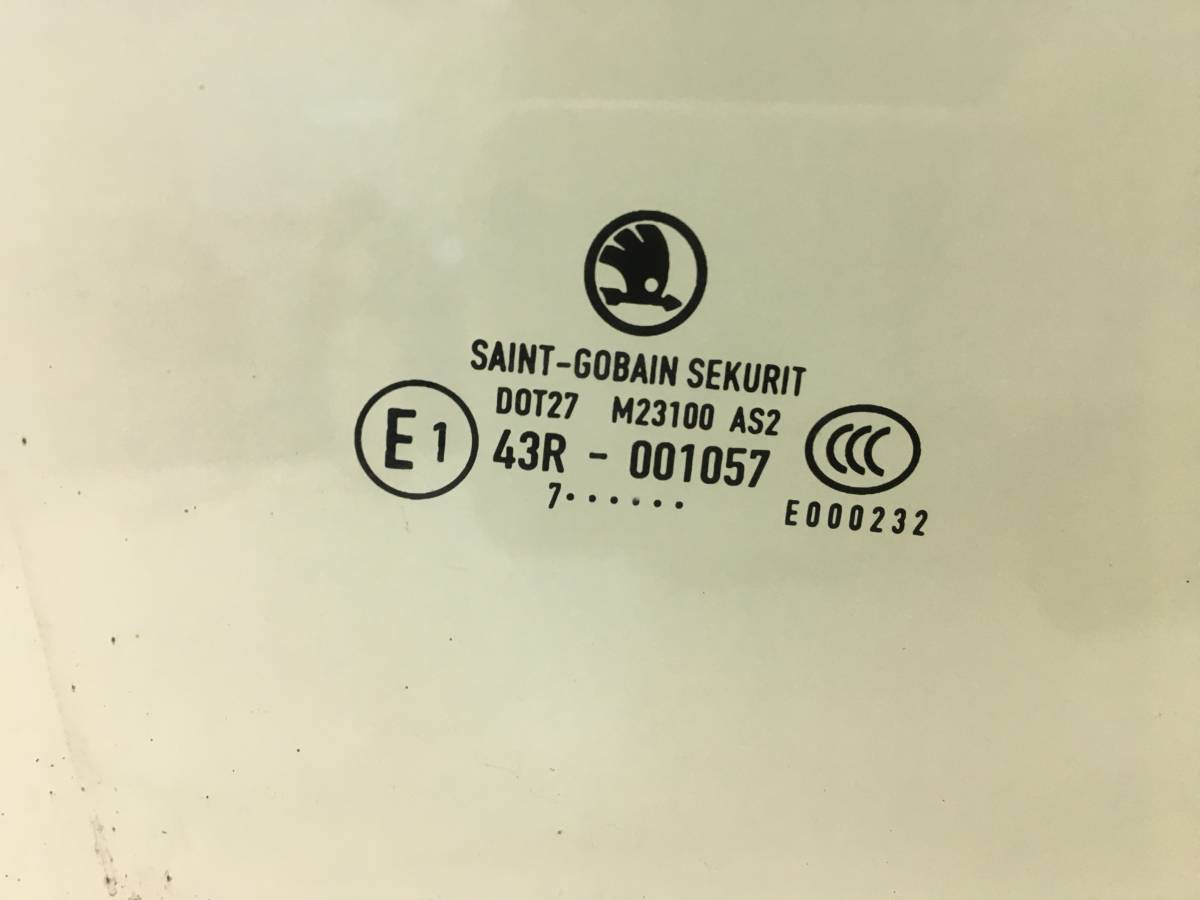 SAINT-GOBAIN SEKURIT
DOT27 M23100 AS2
E1
43R - 001057
CCC
7······
E000232